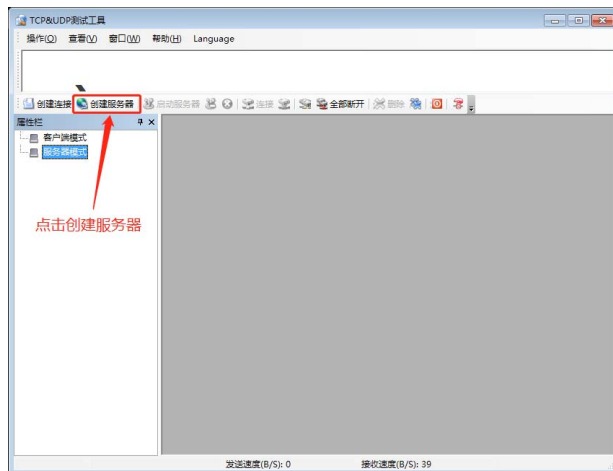 TCP&UDP测试工具
操作(O) 查看(V) 窗口(W) 帮助(H) Language
创建连接 创建服务器 启动服务器 连接 全部断开 删除
属性栏
客户端模式
服务器模式
点击创建服务器
发送速度(B/S): 0 接收速度(B/S): 39